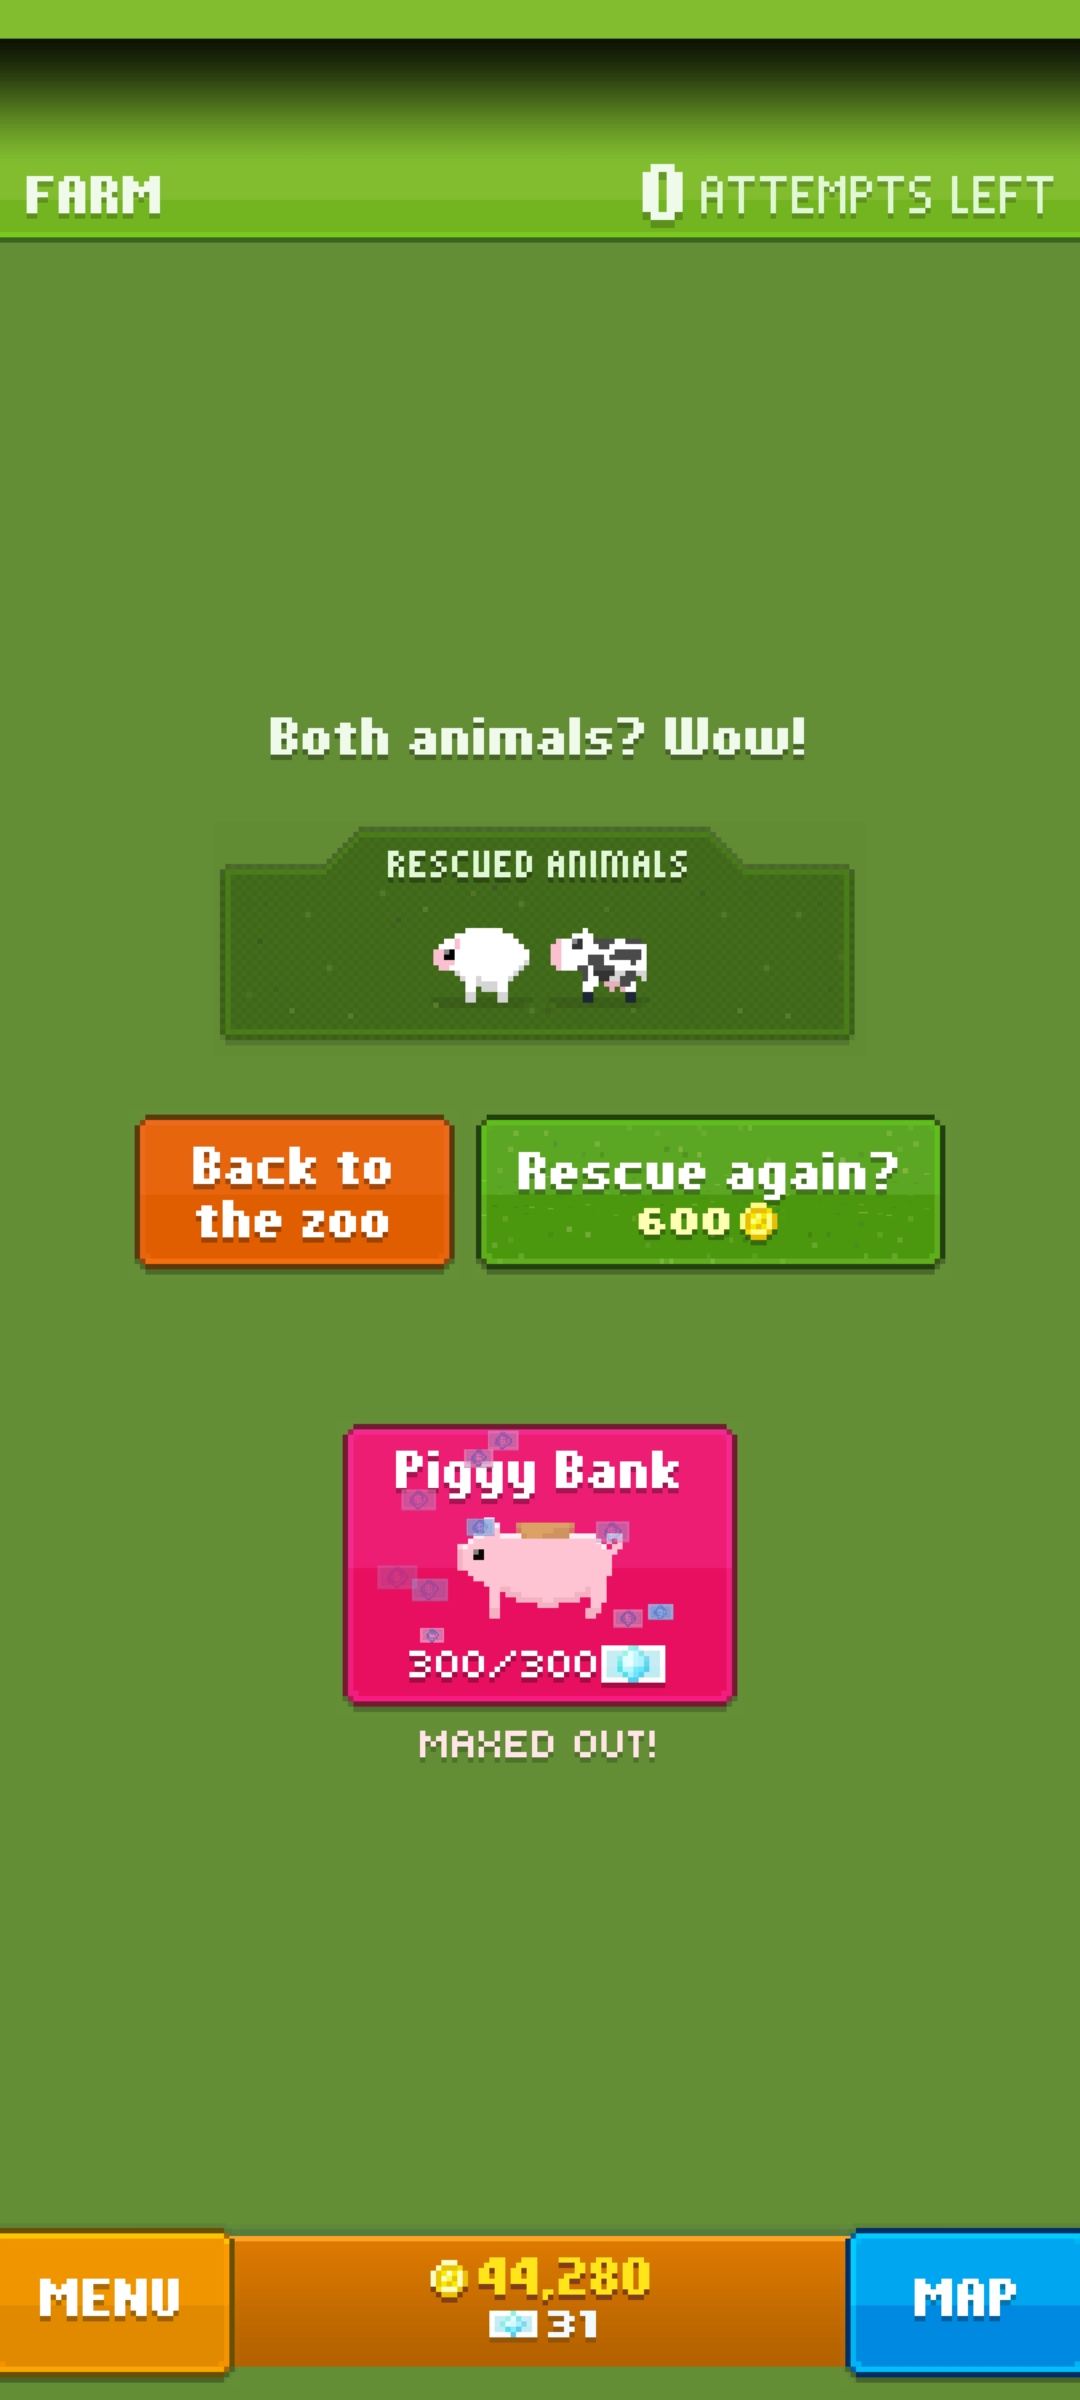 FARM
0 ATTEMPTS LEFT
Both animals? Wow!
RESCUED ANIMALS
Back to
the zoo
Rescue again?
600
Piggy Bank
300/300
MAXED OUT!
MENU
44,280
31
MAP